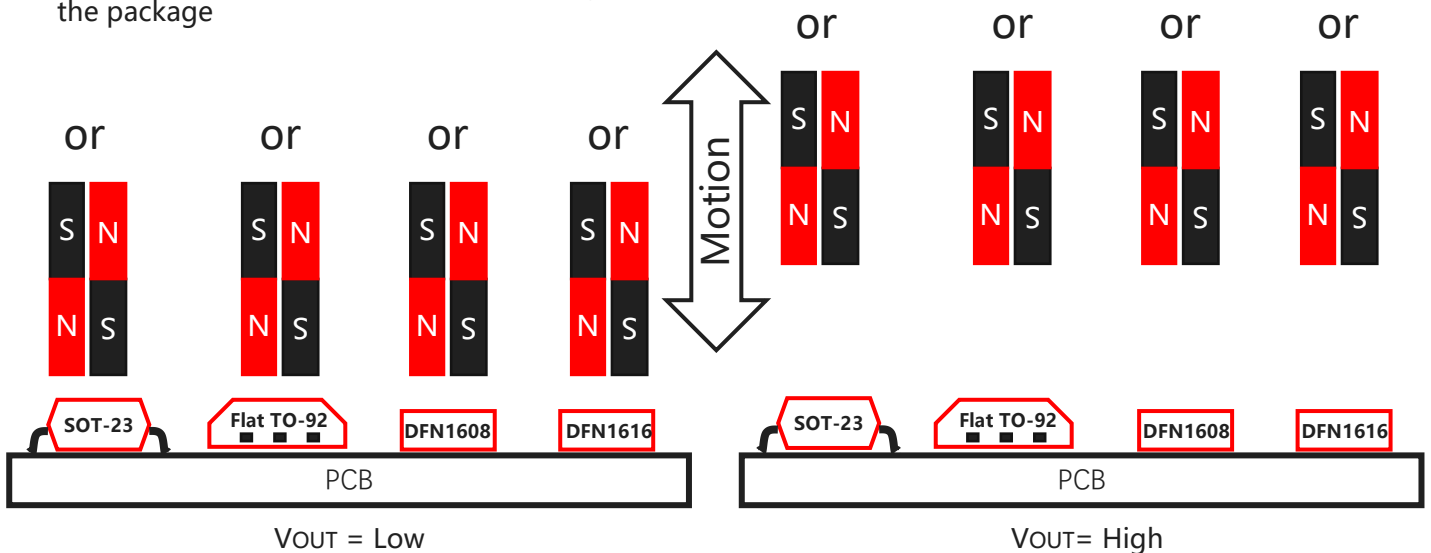 the package
or or or or
or or or or
S N S N S N S N
N S N S N S N S
Motion
S N S N S N S N
N S N S N S N S
SOT-23 Flat TO-92 DFN1608 DFN1616
SOT-23 Flat TO-92 DFN1608 DFN1616
PCB
PCB
VOUT = Low
VOUT= High